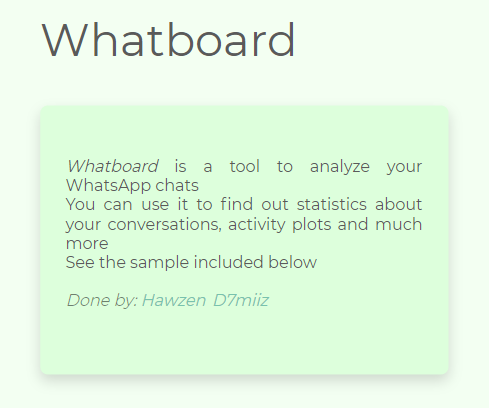 Whatboard
Whatboard is a tool to analyze your
WhatsApp chats
You can use it to find out statistics about
your conversations, activity plots and much
more
See the sample included below
Done by: Hawzen D7miiz